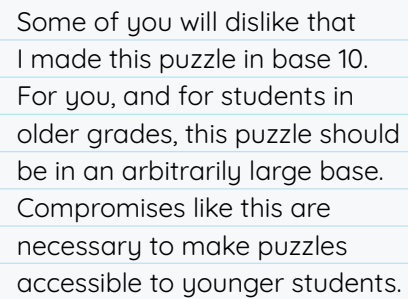 Some of you will dislike that
I made this puzzle in base 10.
For you, and for students in
older grades, this puzzle should
be in an arbitrarily large base.
Compromises like this are
necessary to make puzzles
accessible to younger students.